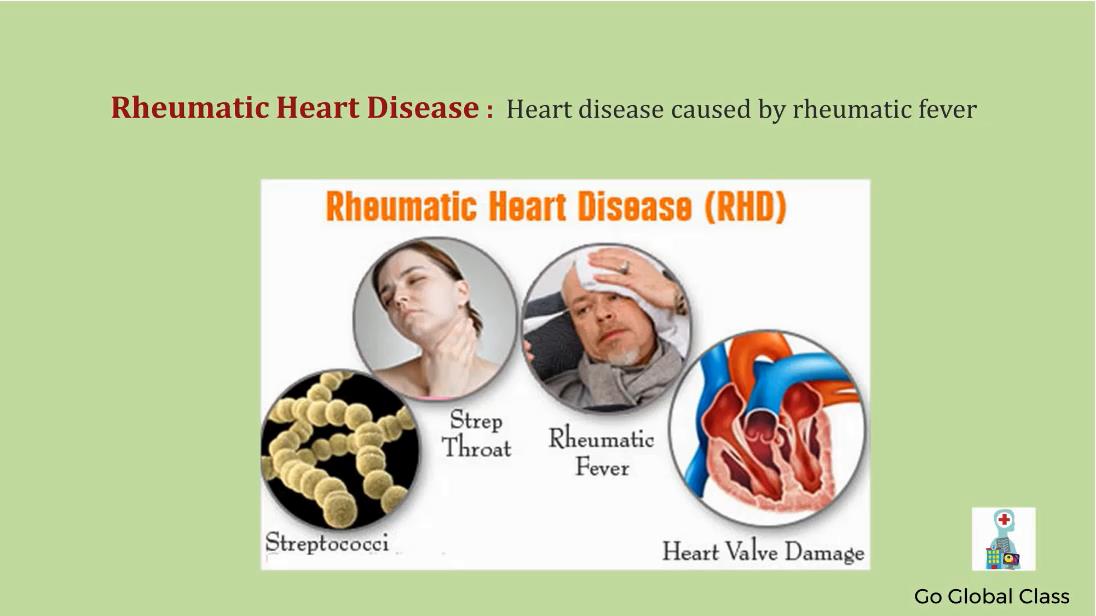 Rheumatic Heart Disease : Heart disease caused by rheumatic fever
Rheumatic Heart Disease (RHD)
Strep
Throat
Rheumatic
Fever
Streptococci
Heart Valve Damage
Go Global Class